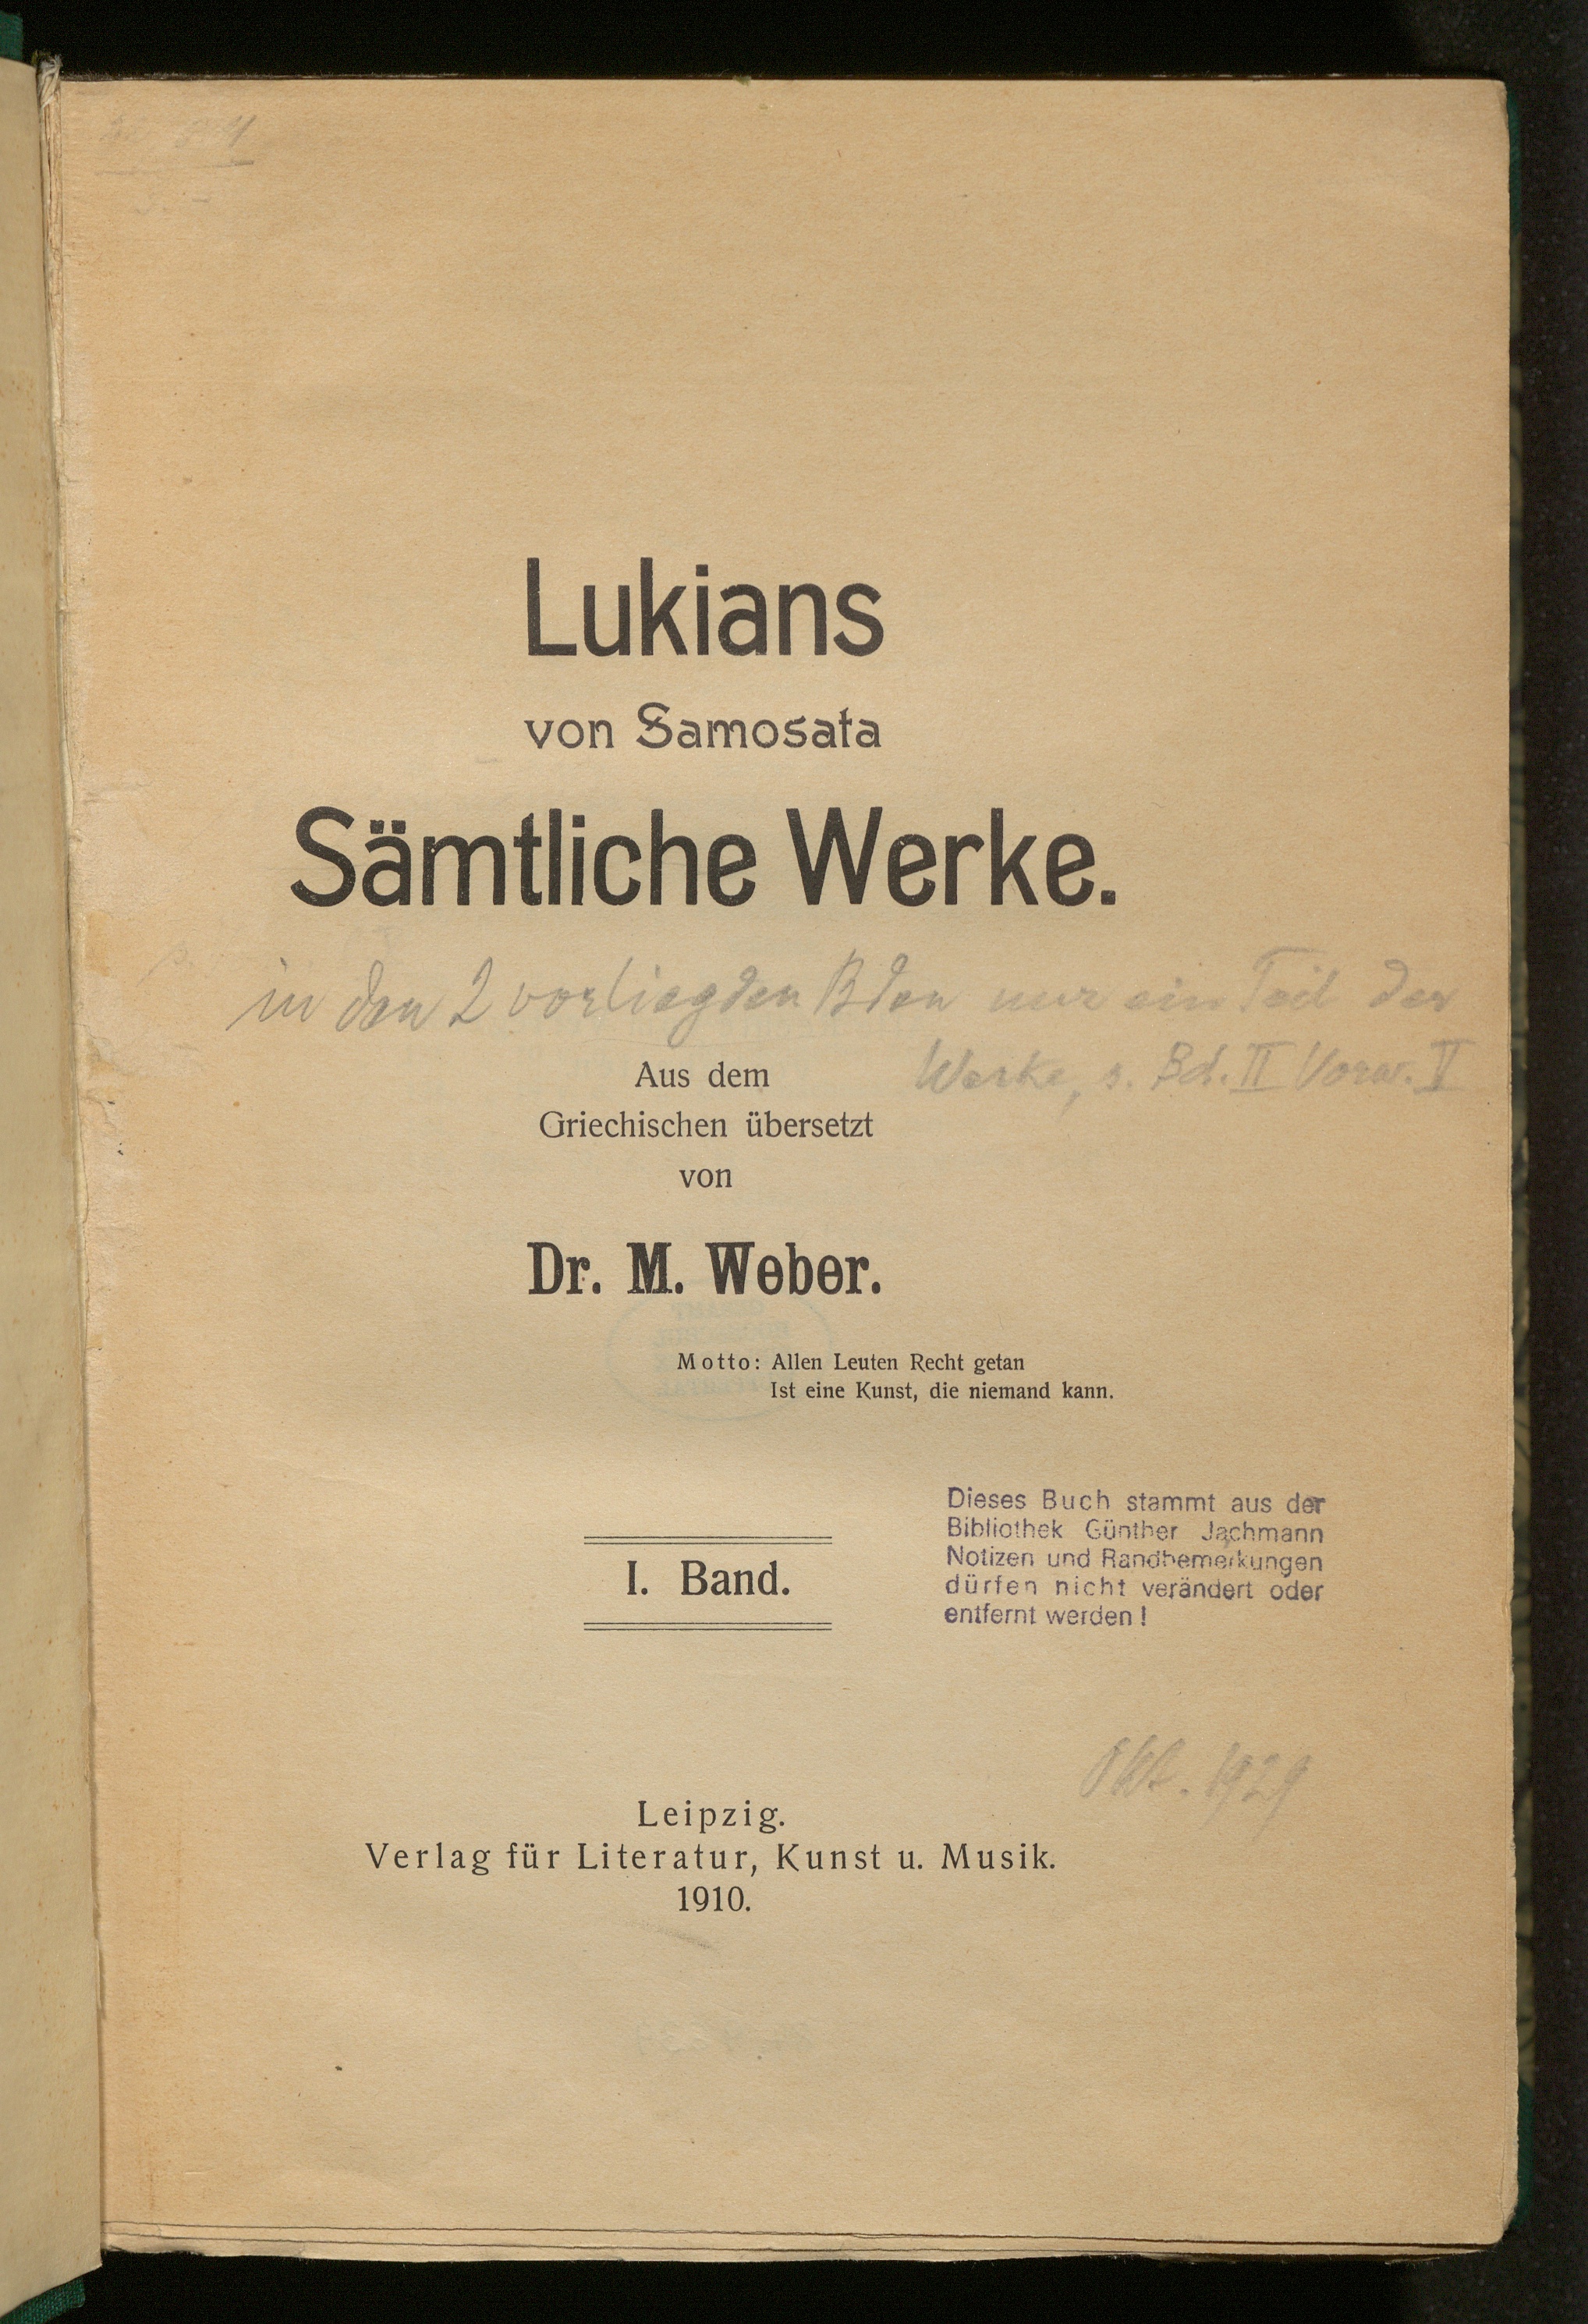 Lukians
von Samosata
Sämtliche Werke.
in den 2 vorliegden Bden nur ein Teil der
Werke, s. Bd. II Vorw. V
Aus dem
Griechischen übersetzt
von
Dr. M. Weber.
Motto: Allen Leuten Recht getan
Ist eine Kunst, die niemand kann.
I. Band.
Dieses Buch stammt aus der
Bibliothek Günther Jachmann
Notizen und Randbemerkungen
dürfen nicht verändert oder
entfernt werden!
Okt. 1929
Leipzig.
Verlag für Literatur, Kunst u. Musik.
1910.